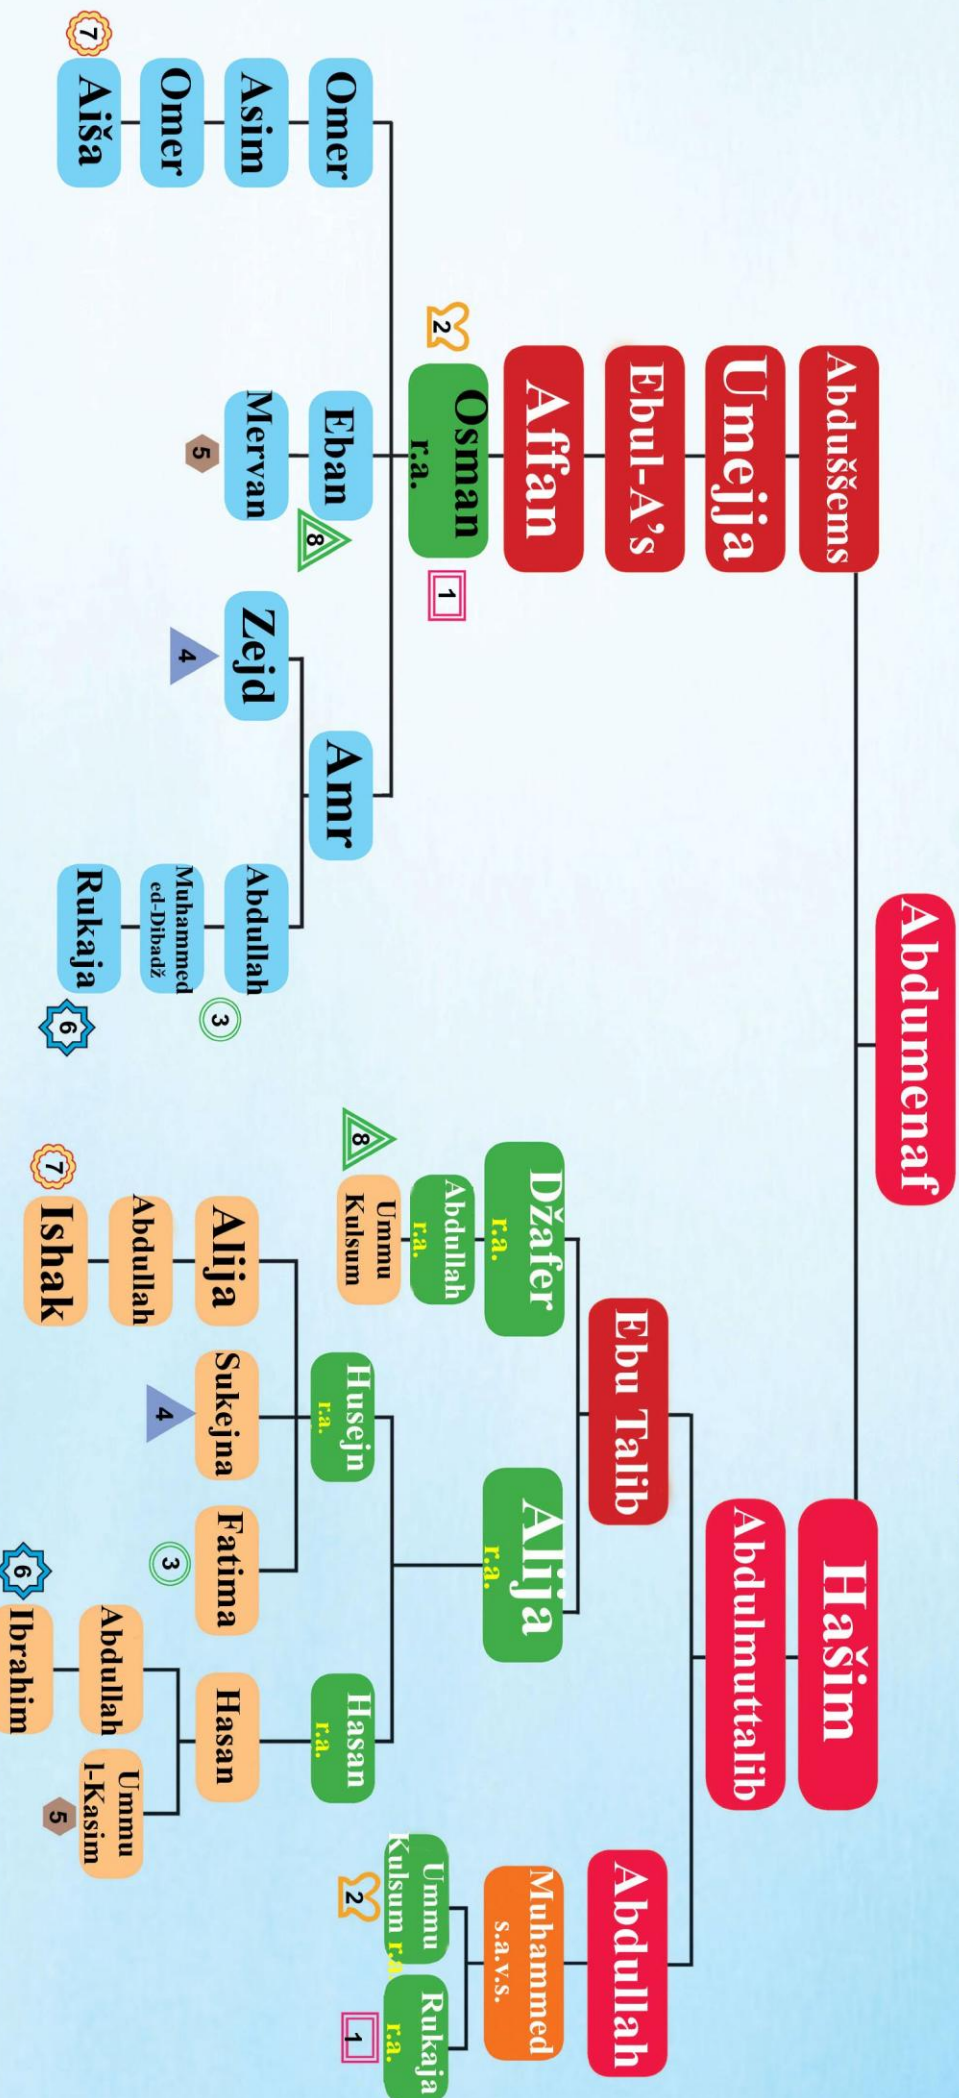 Abdumenaf
Abduššems
Hašim
Umejja
Abdulmuttalib
Ebul-A's
Ebu Talib
Abdullah
Affan
2
Osman
r.a.
1
Džafer
r.a.
Alija
r.a.
Muhammed
s.a.v.s.
Omer
Eban
8
Amr
8
Abdullah
r.a.
Ummu
Kulsum
Husejn
r.a.
Hasan
r.a.
Ummu
Kulsum r.a.
2
Rukaja
r.a.
1
Asim
Mervan
5
Zejd
4
Abdullah
Alija
Sukejna
4
Fatima
3
Hasan
Omer
Muhammed
ed-Dibadž
3
Abdullah
Abdullah
Ummu
l-Kasim
5
7
Aiša
Rukaja
6
7
Ishak
6
Ibrahim